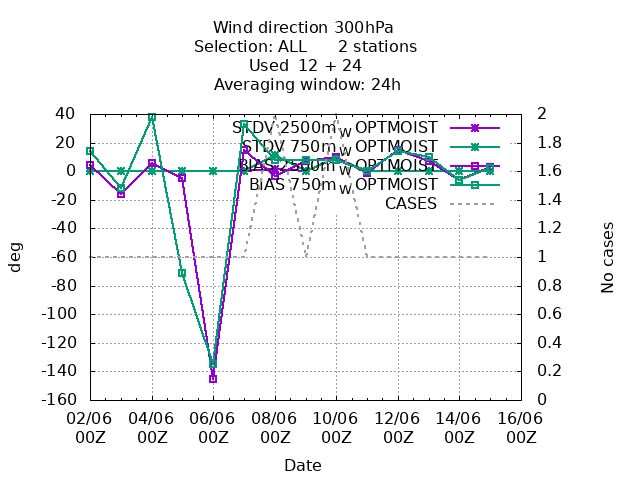 Wind direction 300hPa
Selection: ALL 2 stations
Used 12 + 24
Averaging window: 24h
40
20
0
-20
-40
-60
-80
-100
-120
-140
-160
deg
2
1.8
1.6
1.4
1.2
1
0.8
0.6
0.4
0.2
0
No cases
STDV 2500m_W OPTMOIST
STDV 750m_W OPTMOIST
BIAS 2500m_W OPTMOIST
BIAS 750m_W OPTMOIST
CASES
02/06 04/06 06/06 08/06 10/06 12/06 14/06 16/06
00Z 00Z 00Z 00Z 00Z 00Z 00Z 00Z
Date